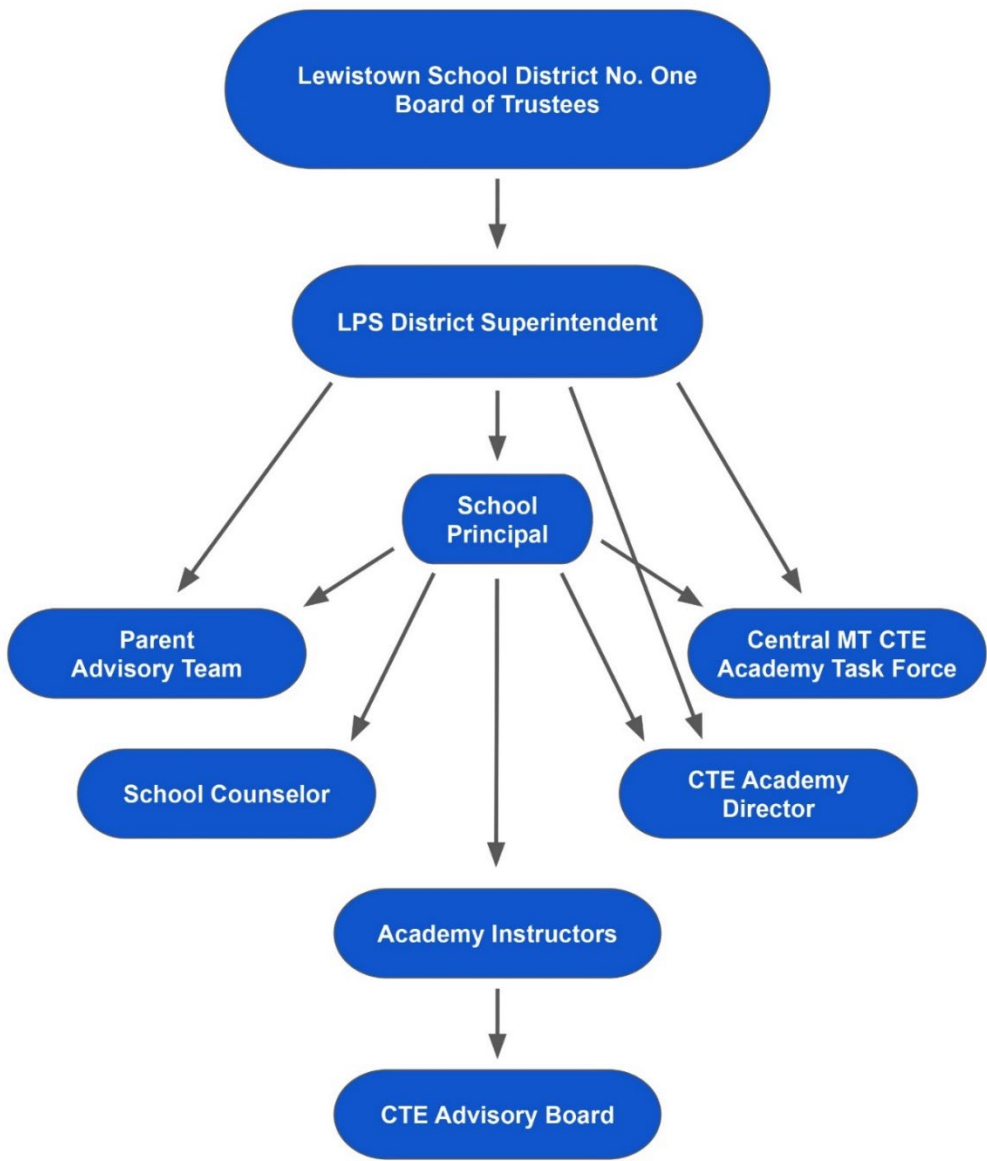 Lewistown School District No. One
Board of Trustees
LPS District Superintendent
School
Principal
Parent
Advisory Team
Central MT CTE
Academy Task Force
School Counselor
CTE Academy
Director
Academy Instructors
CTE Advisory Board